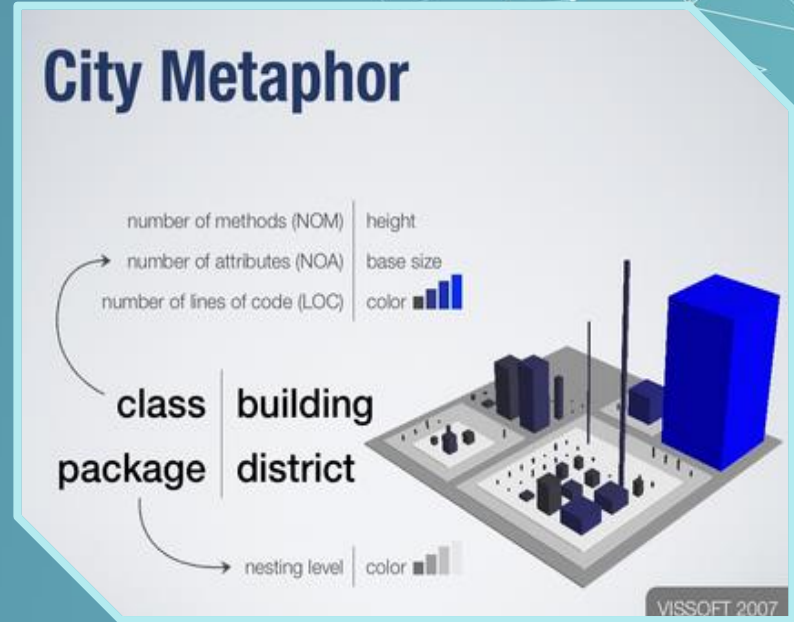 City Metaphor
number of methods (NOM) height
number of attributes (NOA) base size
number of lines of code (LOC) color
class building
package district
nesting level color
VISSOFT 2007